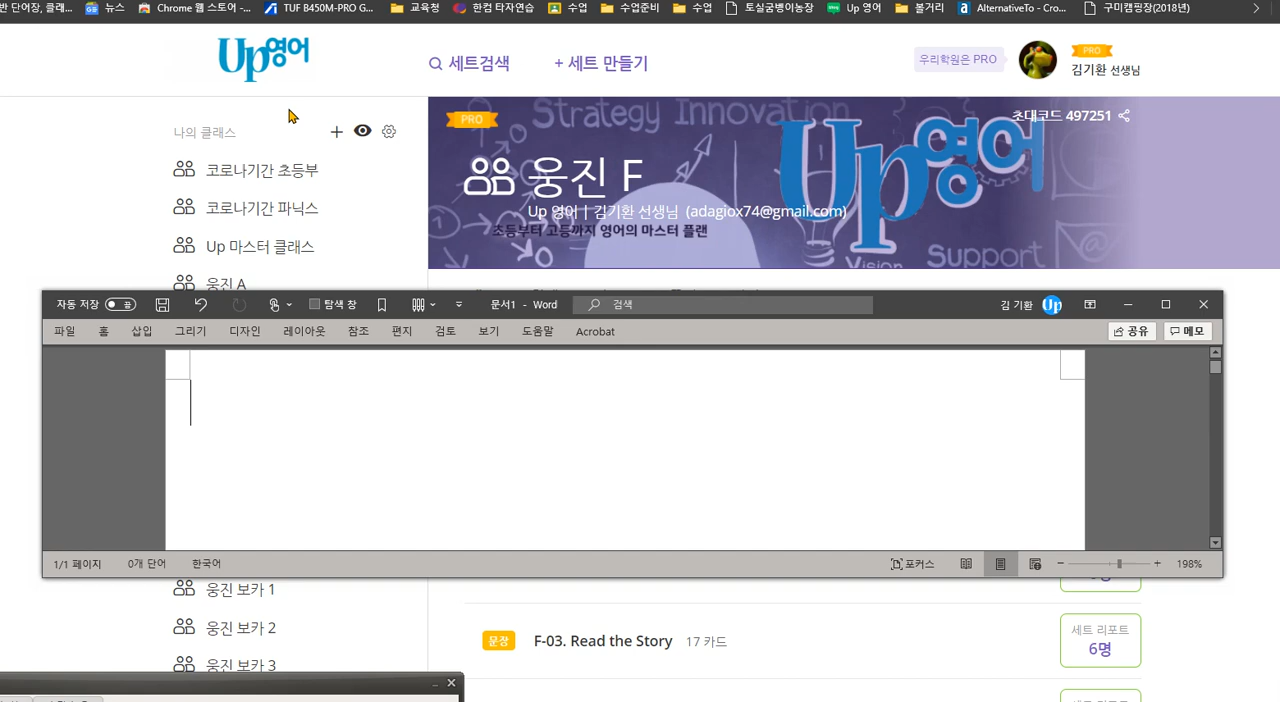 반 단어장, 클래... 뉴스 Chrome 웹 스토어 -... TUF B450M-PRO G... 교육청 한컴 타자연습 수업 수업준비 수업 토실굼벵이농장 Up 영어 볼거리 AlternativeTo - Cro... 구미캠핑장(2018년)
Up영어 세트검색 + 세트 만들기 우리학원은 PRO PRO
김기환 선생님
나의 클래스
코로나기간 초등부
코로나기간 파닉스
Up 마스터 클래스
웅진 A
PRO Strategy Innovation 초대코드 497251
웅진 F Up영어
Up 영어 | 김기환 선생님 (adagiox74@gmail.com)
초등부터 고등까지 영어의 마스터 플랜
Vision Support
자동 저장 끔 탐색 창 문서1 - Word 검색 김 기환 Up
파일 홈 삽입 그리기 디자인 레이아웃 참조 편지 검토 보기 도움말 Acrobat 공유 메모
1/1 페이지 0개 단어 한국어 포커스 198%
웅진 보카 1
웅진 보카 2
웅진 보카 3
문장 F-03. Read the Story 17 카드 세트 리포트
6명